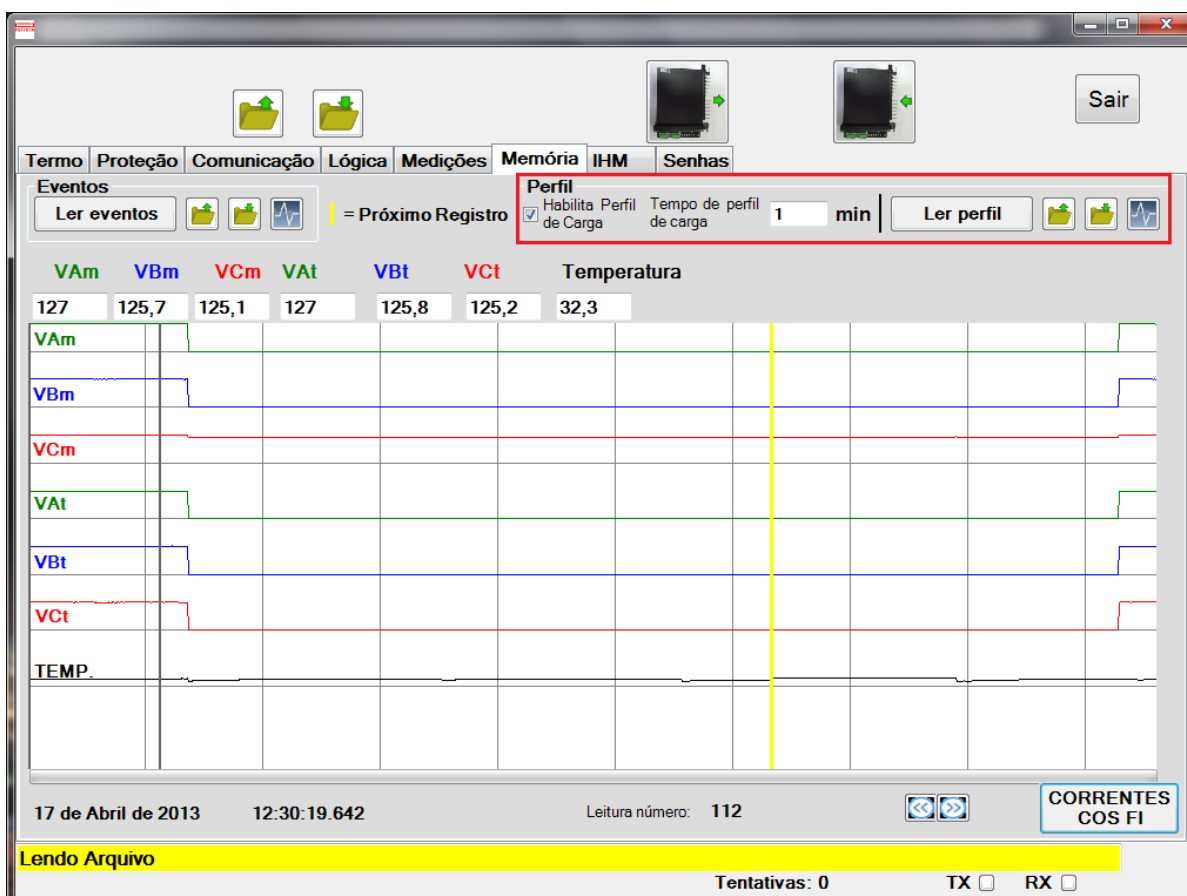 Sair
Termo Proteção Comunicação Lógica Medições Memória IHM Senhas
Eventos
Ler eventos
= Próximo Registro
Perfil
Habilita Perfil de Carga
Tempo de perfil de carga
1 min
Ler perfil
VAm VBm VCm VAt VBt VCt Temperatura
127 125,7 125,1 127 125,8 125,2 32,3
VAm
VBm
VCm
VAt
VBt
VCt
TEMP.
17 de Abril de 2013 12:30:19.642 Leitura número: 112
CORRENTES
COS FI
Lendo Arquivo
Tentativas: 0 TX RX